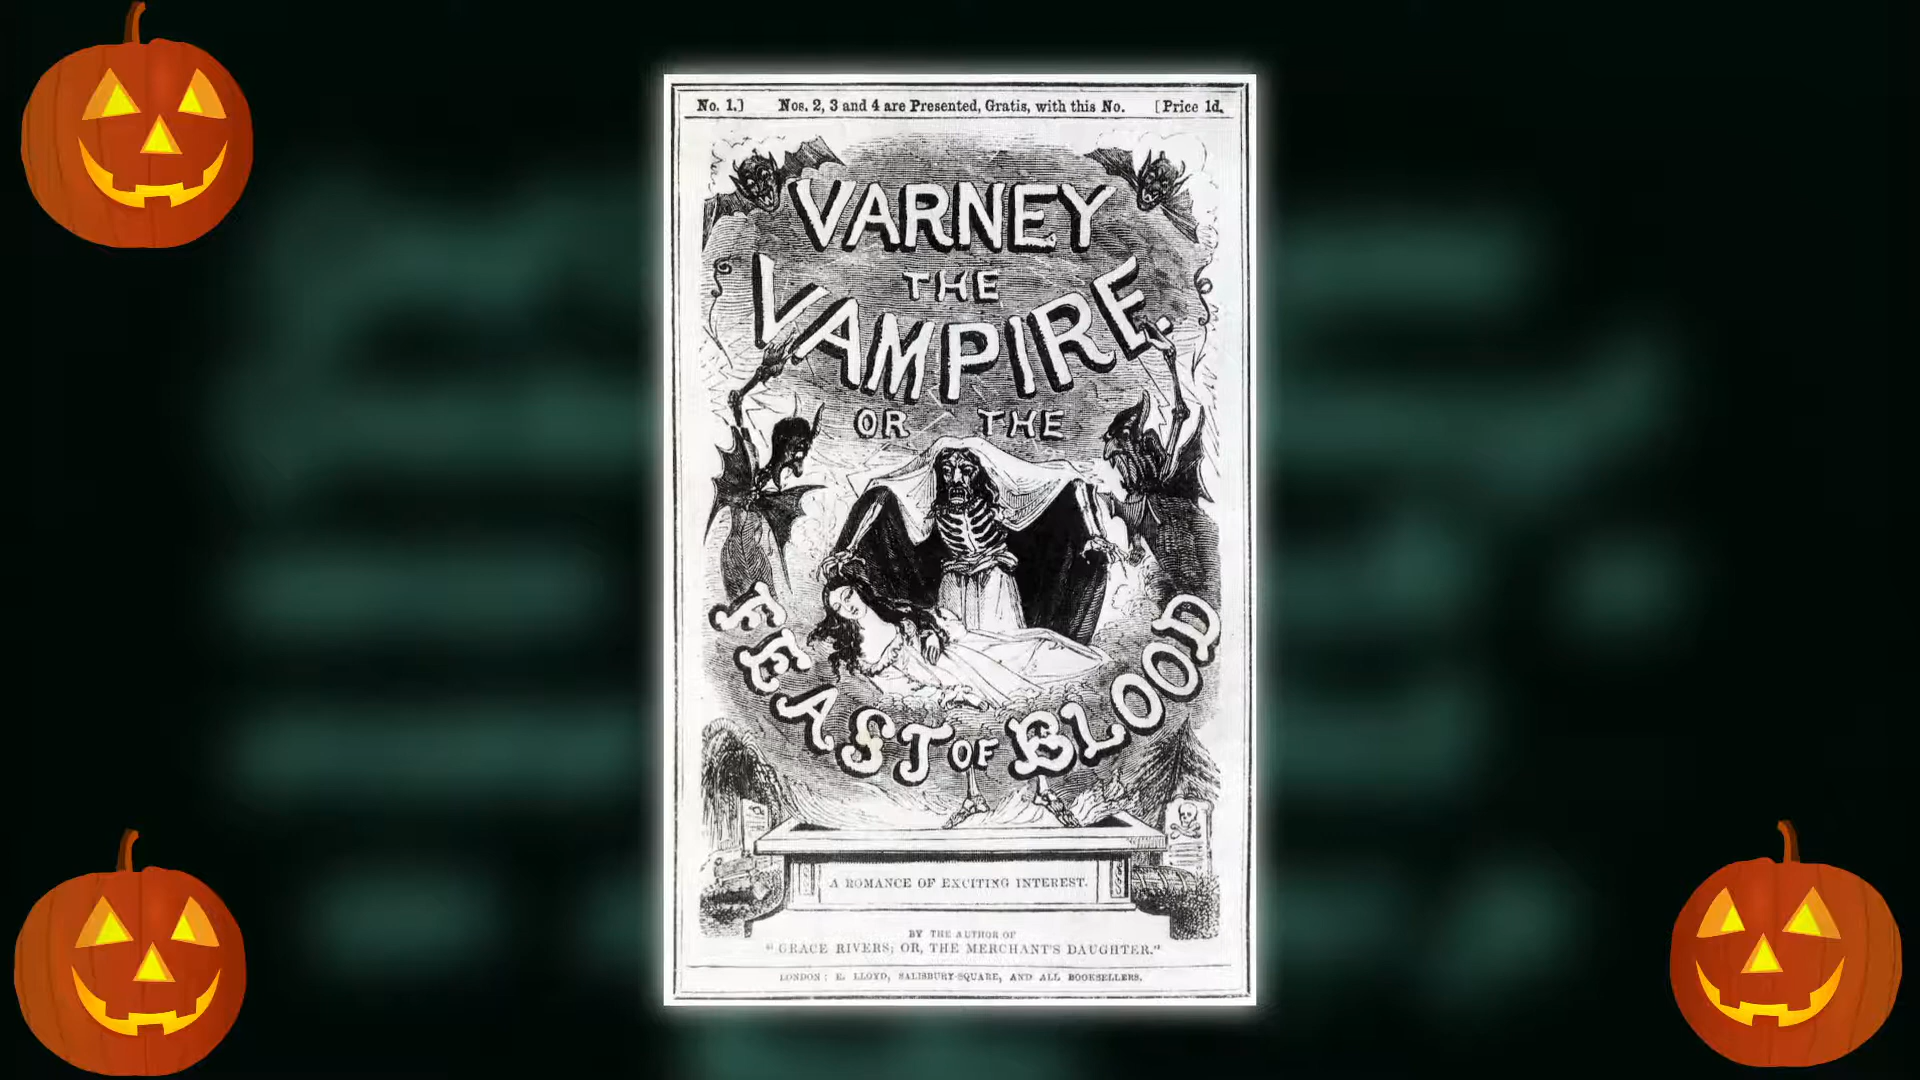 No. 1.] Nos. 2, 3 and 4 are Presented, Gratis, with this No. [Price 1d.
VARNEY
THE
VAMPIRE.
OR THE
FEAST OF BLOOD
A ROMANCE OF EXCITING INTEREST.
BY THE AUTHOR OF
"GRACE RIVERS; OR, THE MERCHANT'S DAUGHTER."
LONDON: E. LLOYD, SALISBURY-SQUARE, AND ALL BOOKSELLERS.